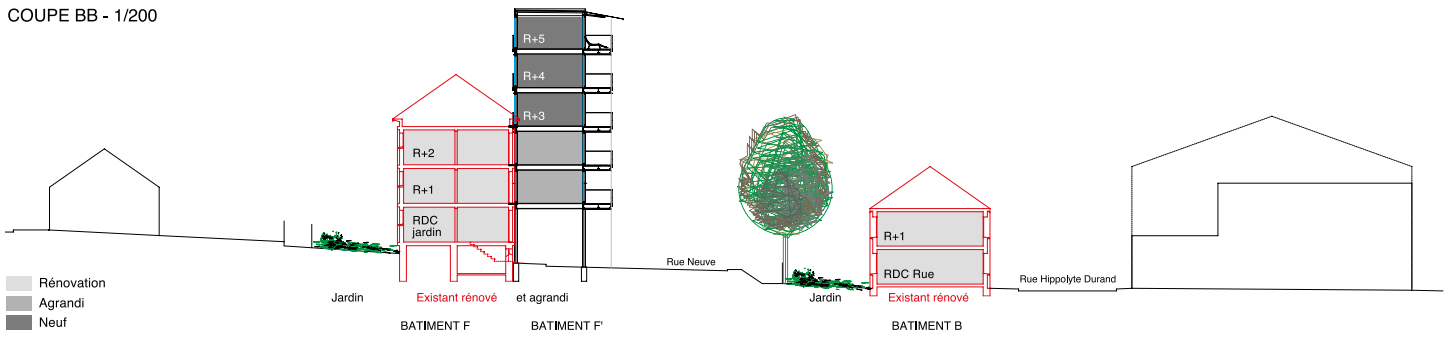 COUPE BB - 1/200
R+5
R+4
R+3
R+2
R+1
RDC
jardin
R+1
RDC Rue
Rue Neuve
Rue Hippolyte Durand
Rénovation
Agrandi
Neuf
Jardin
Existant rénové
et agrandi
Jardin
Existant rénové
BATIMENT F
BATIMENT F'
BATIMENT B